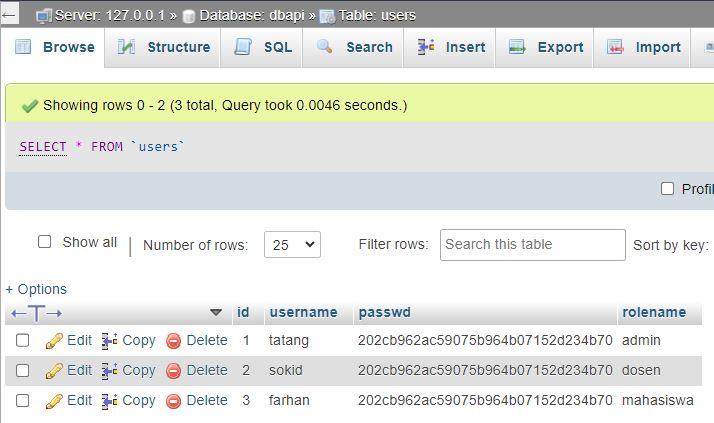 Server: 127.0.0.1 » Database: dbapi » Table: users
Browse Structure SQL Search Insert Export Import
Showing rows 0 - 2 (3 total, Query took 0.0046 seconds.)
SELECT * FROM `users`
Profil
Show all | Number of rows: 25 Filter rows: Search this table Sort by key:
+ Options
←T→ id username passwd rolename
Edit Copy Delete 1 tatang 202cb962ac59075b964b07152d234b70 admin
Edit Copy Delete 2 sokid 202cb962ac59075b964b07152d234b70 dosen
Edit Copy Delete 3 farhan 202cb962ac59075b964b07152d234b70 mahasiswa